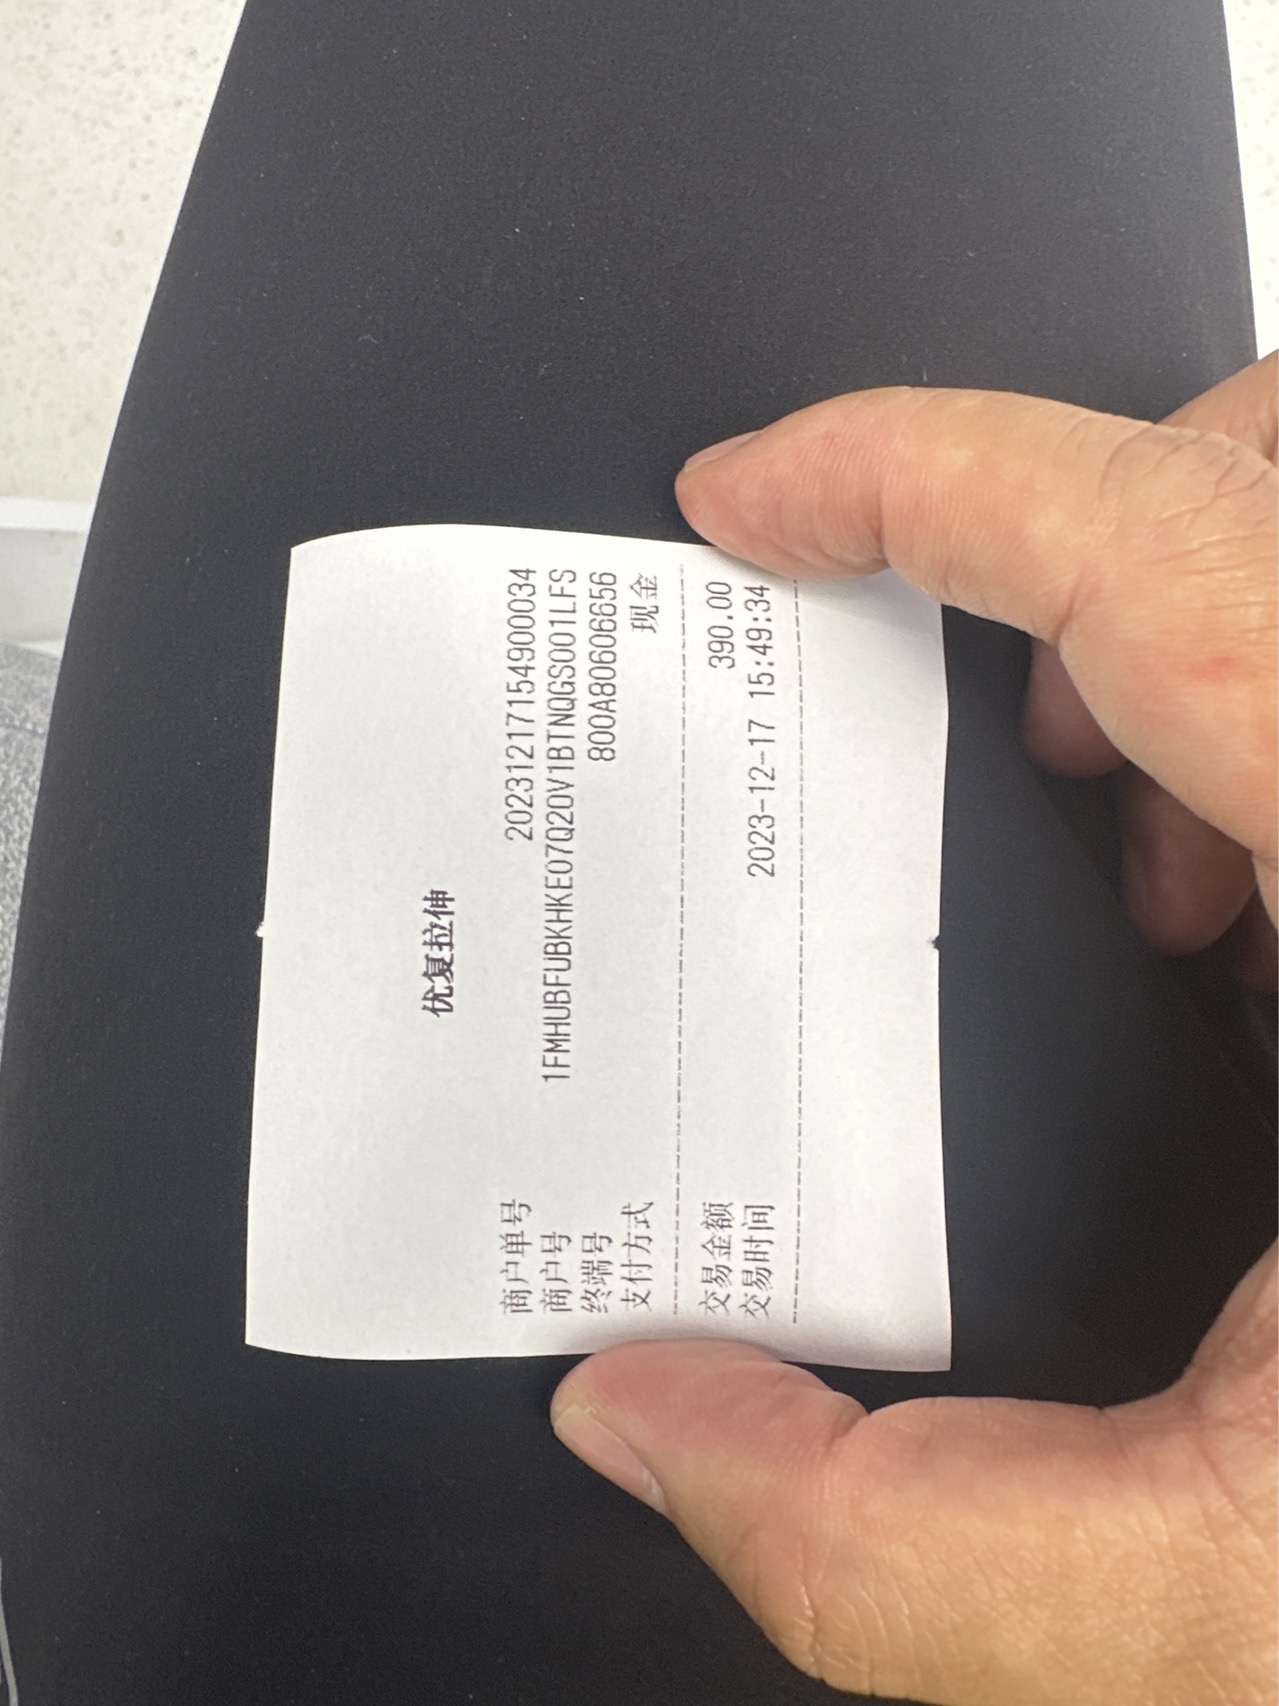 优复拉伸
商户单号 20231217154900034
商户号 1FMHUBFUBKHKE07Q20V1BTNQGS001LFS
终端号 800A80606656
支付方式 现金
交易金额 390.00
交易时间 2023-12-17 15:49:34